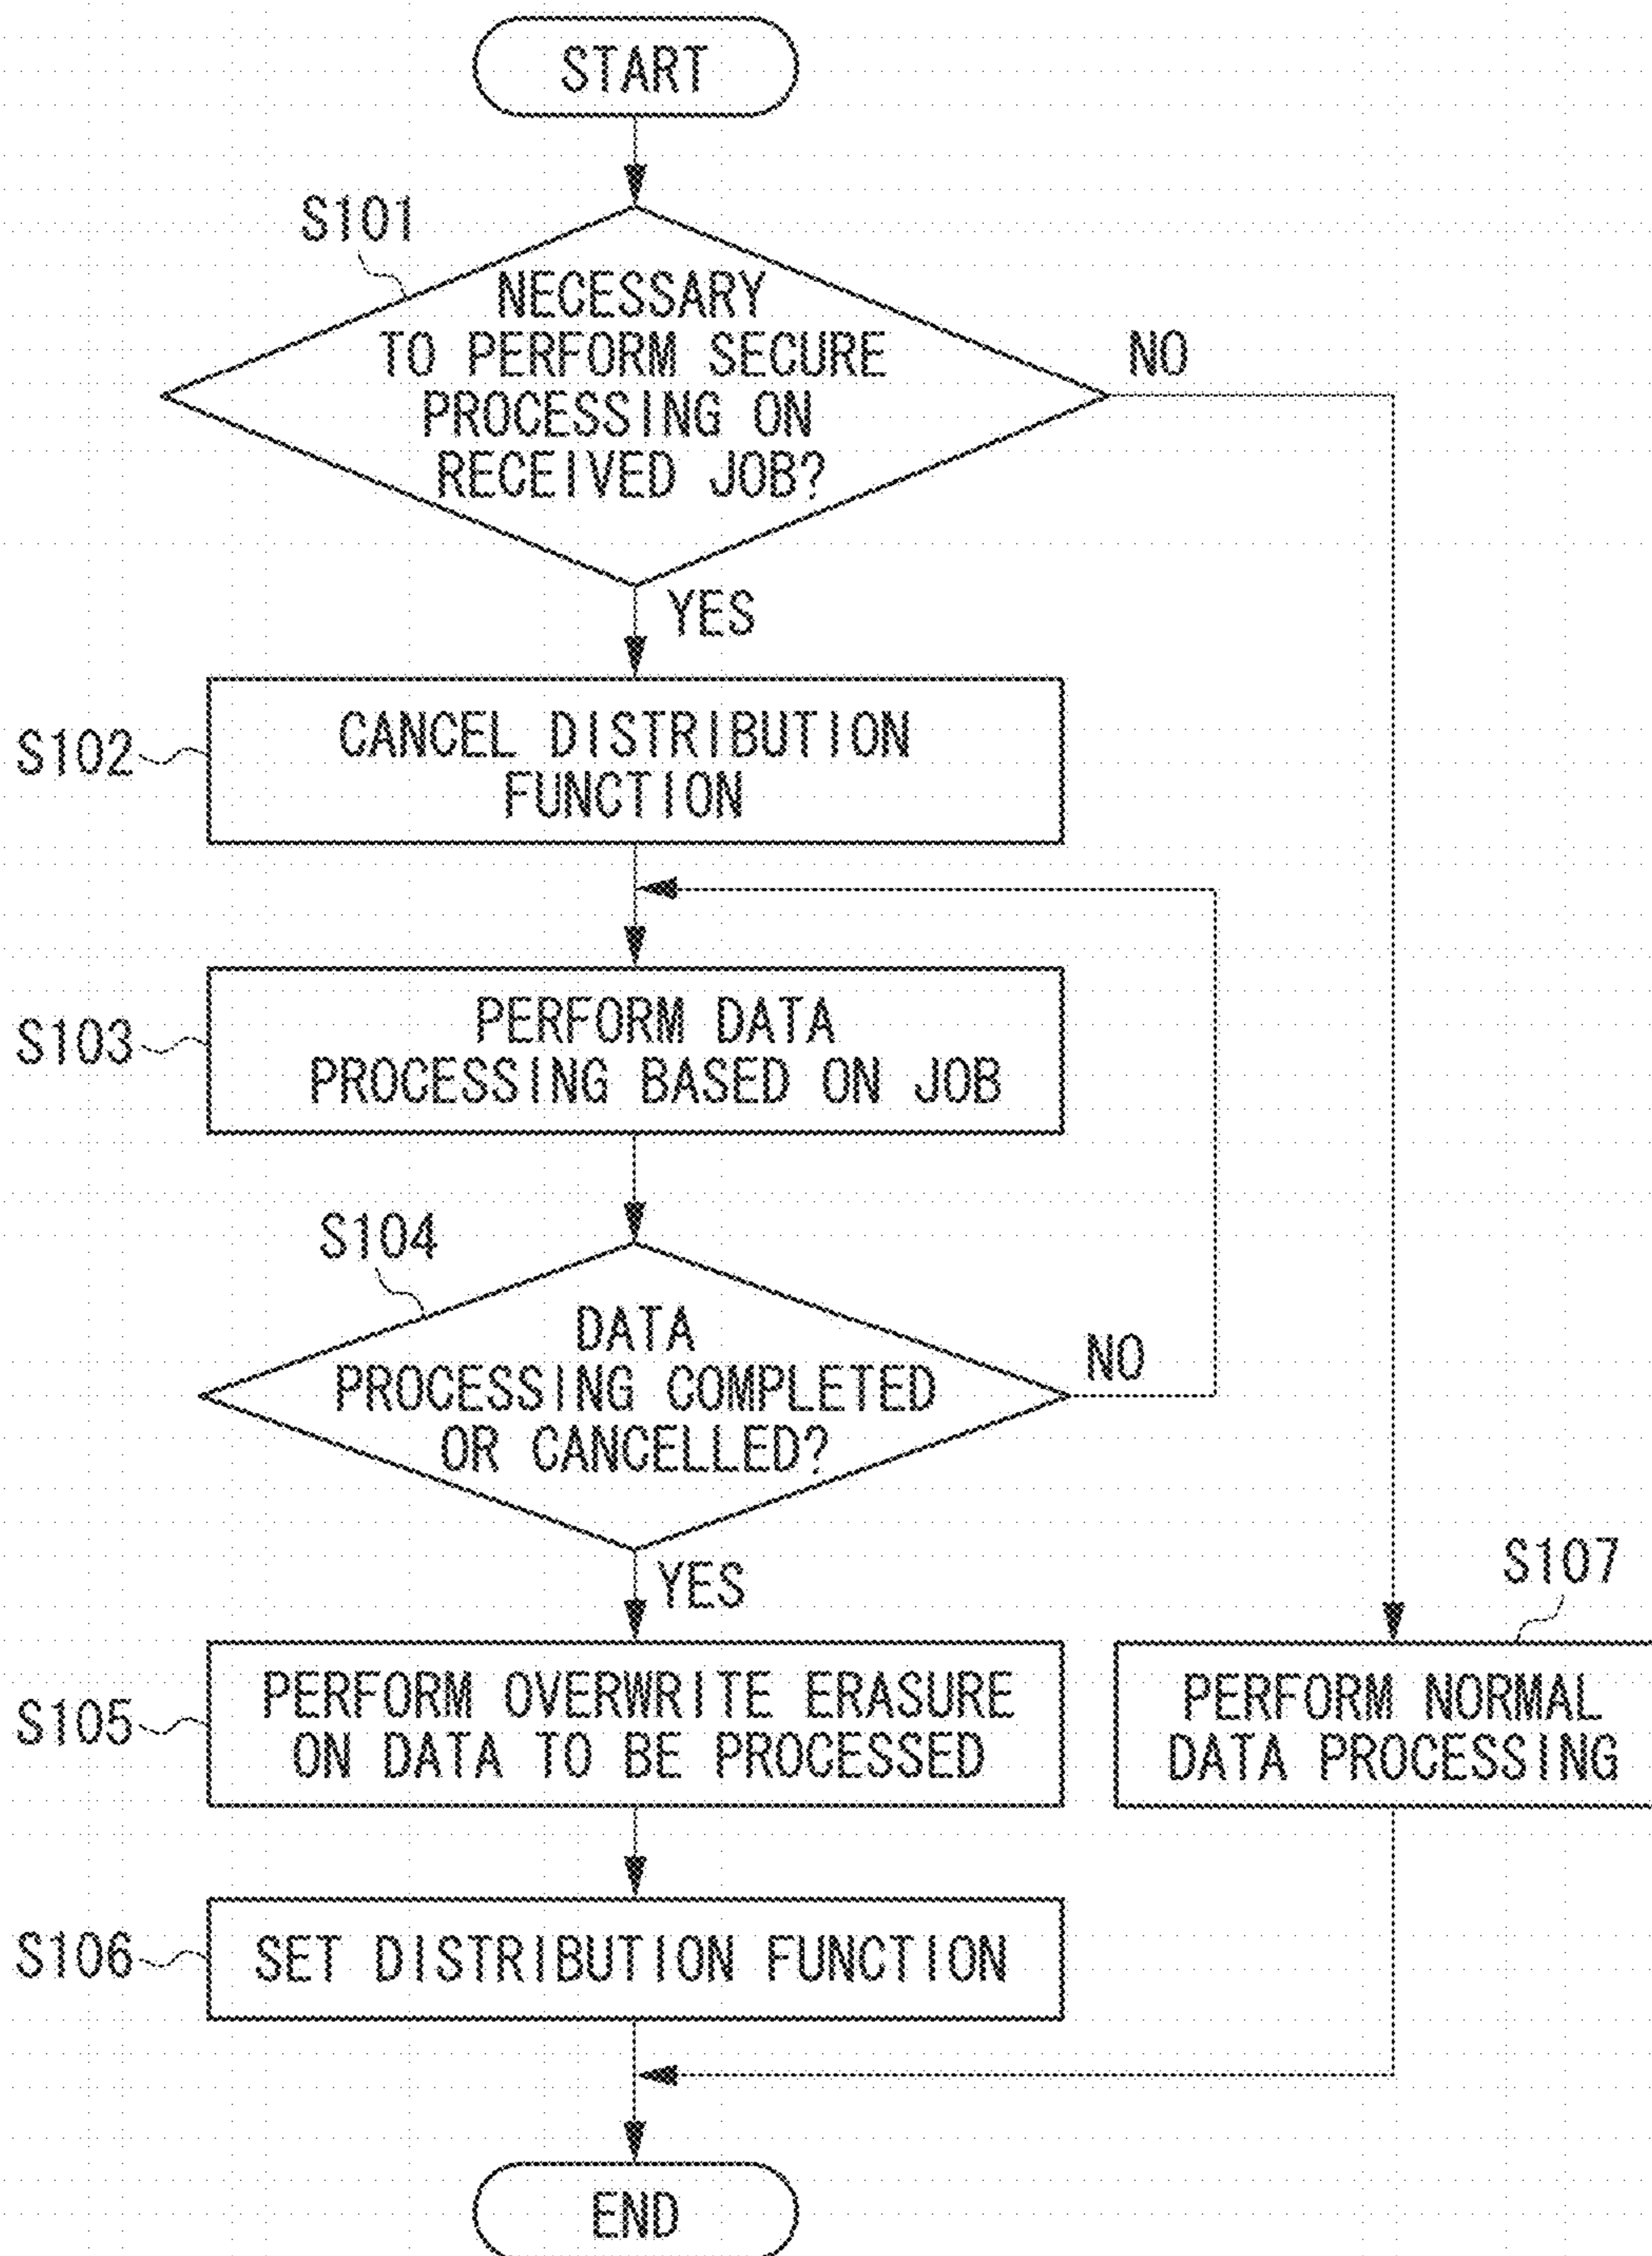 START
S101
NECESSARY
TO PERFORM SECURE
PROCESSING ON
RECEIVED JOB?
NO
YES
S102
CANCEL DISTRIBUTION
FUNCTION
S103
PERFORM DATA
PROCESSING BASED ON JOB
S104
DATA
PROCESSING COMPLETED
OR CANCELLED?
NO
YES
S105
PERFORM OVERWRITE ERASURE
ON DATA TO BE PROCESSED
S107
PERFORM NORMAL
DATA PROCESSING
S106
SET DISTRIBUTION FUNCTION
END